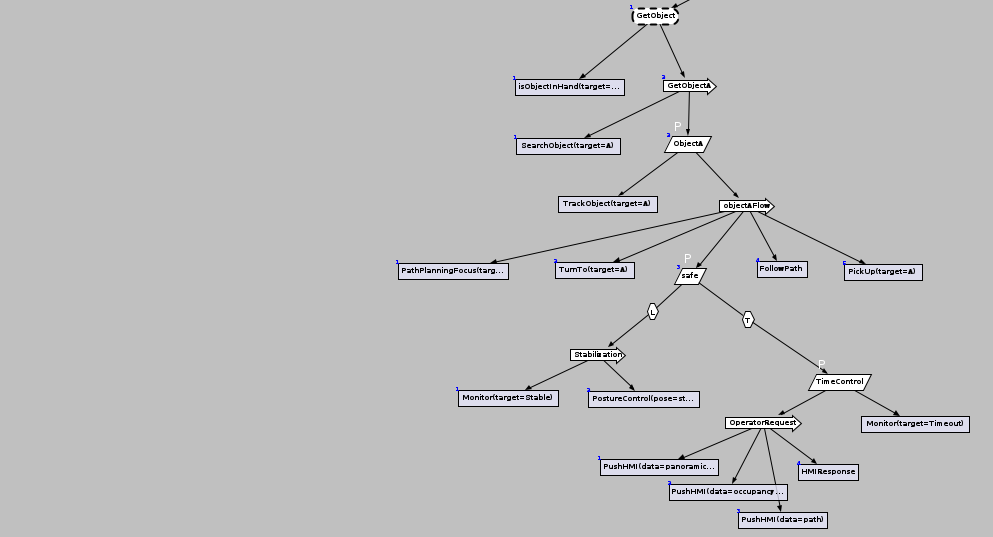 1
GetObject
1
isObjectInHand(target=...
2
GetObjectA
1
SearchObject(target=A)
P
2
ObjectA
TrackObject(target=A)
objectAFlow
1
PathPlanningFocus(targ...
2
TurnTo(target=A)
P
3
safe
4
FollowPath
5
PickUp(target=A)
L
T
Stabilization
P
TimeControl
1
Monitor(target=Stable)
2
PostureControl(pose=st...
OperatorRequest
Monitor(target=Timeout)
1
PushHMI(data=panoramic...
4
HMIResponse
2
PushHMI(data=occupancy...
3
PushHMI(data=path)